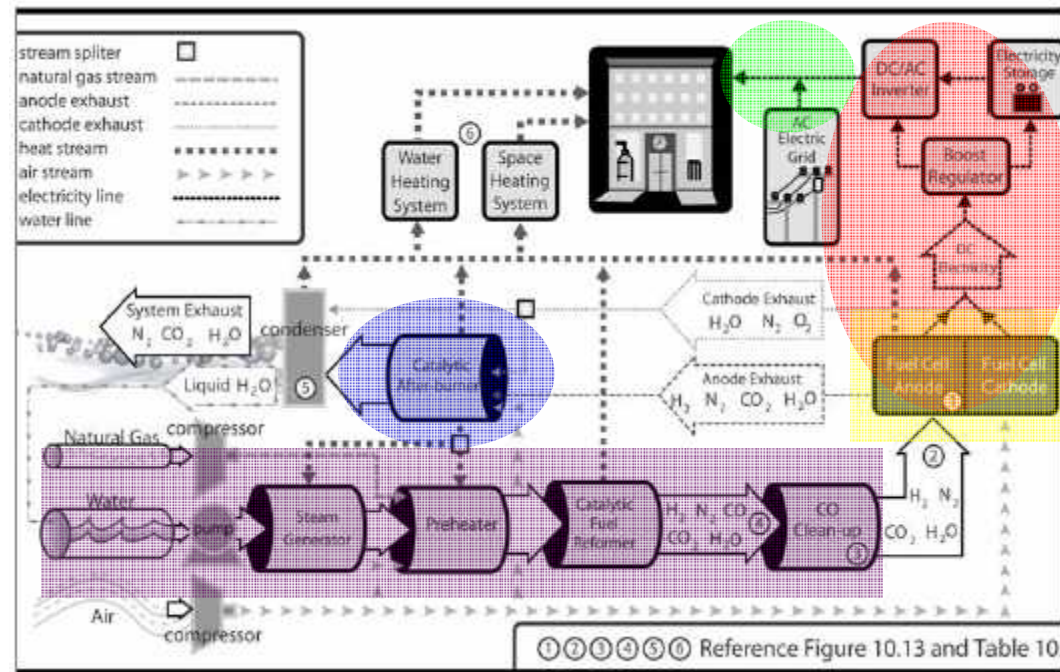 stream spliter
natural gas stream
anode exhaust
cathode exhaust
heat stream
air stream
electricity line
water line
⑥
Water
Heating
System
Space
Heating
System
DC/AC
Inverter
Electricity
Storage
AC
Electric
Grid
Boost
Regulator
DC
Electricity
System Exhaust
N₂ CO₂ H₂O
condenser
Cathode Exhaust
H₂O N₂ O₂
Catalytic
After-burner
Fuel Cell
Anode
①
Fuel Cell
Cathode
Liquid H₂O
⑤
Anode Exhaust
H₂ N₂ CO₂ H₂O
compressor
Natural Gas
②
H₂ N₂
CO₂ H₂O
Water
pump
Steam
Generator
Preheater
Catalytic
Fuel
Reformer
H₂ N₂ CO
④
CO₂ H₂O
CO
Clean-up
③
Air
compressor
①②③④⑤⑥ Reference Figure 10.13 and Table 10